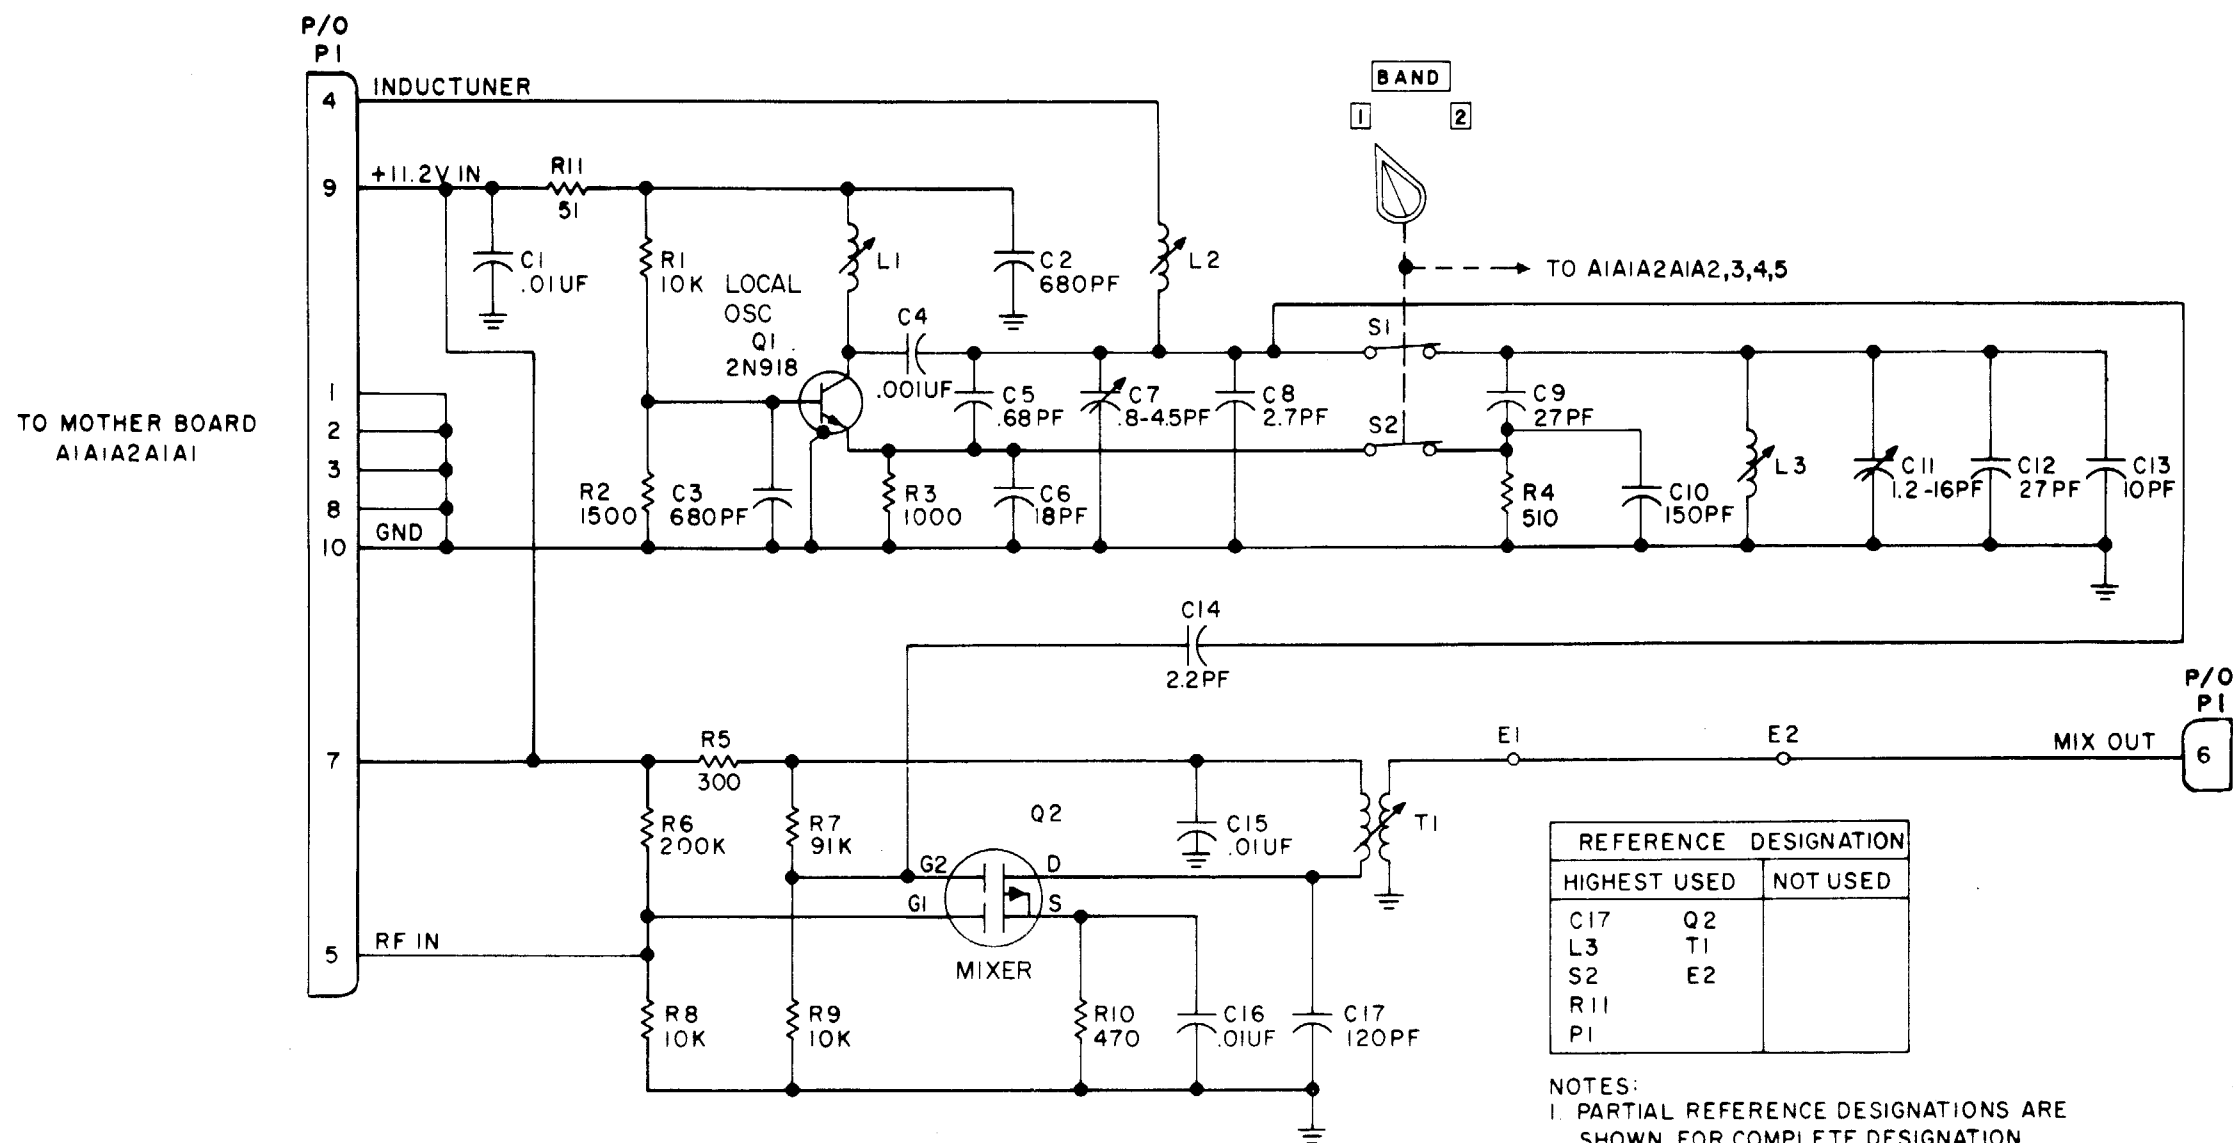 P/O
P1
4
INDUCTUNER
9
+11.2V IN
R11
51
C1
.01UF
R1
10K
LOCAL
OSC
Q1
2N918
L1
C2
680PF
L2
BAND
1
2
TO A1A1A2A1A2,3,4,5
S1
C4
.001UF
C5
.68PF
C7
.8-4.5PF
C8
2.7PF
C9
27PF
S2
TO MOTHER BOARD
A1A1A2A1A1
1
2
3
8
10
GND
R2
1500
C3
680PF
R3
1000
C6
18PF
R4
510
C10
150PF
L3
C11
1.2-16PF
C12
27PF
C13
10PF
C14
2.2PF
7
R5
300
E1
E2
MIX OUT
P/O
P1
6
R6
200K
R7
91K
Q2
C15
.01UF
T1
G2
D
G1
S
5
RF IN
MIXER
R8
10K
R9
10K
R10
470
C16
.01UF
C17
120PF
REFERENCE DESIGNATION
HIGHEST USED
NOT USED
C17 Q2
L3 T1
S2 E2
R11
P1
NOTES:
1. PARTIAL REFERENCE DESIGNATIONS ARE
SHOWN. FOR COMPLETE DESIGNATION